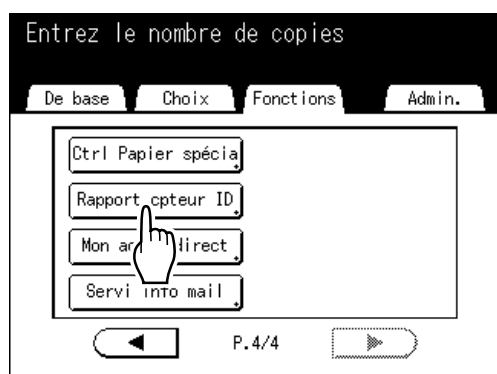 Entrez le nombre de copies
De base Choix Fonctions Admin.
Ctrl Papier spécia
Rapport cpteur ID
Mon direct
Servi info mail
P.4/4